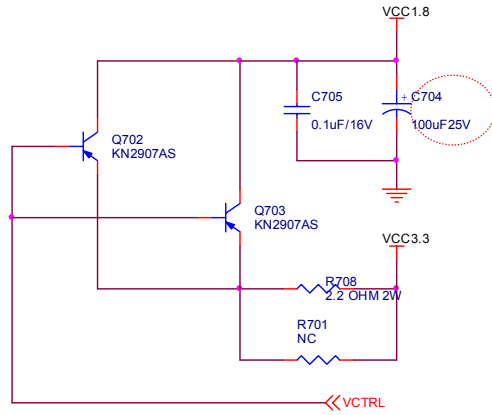 VCC1.8
C705
+ C704
0.1uF/16V
100uF25V
Q702
KN2907AS
Q703
KN2907AS
VCC3.3
R708
2.2 OHM 2W
R701
NC
VCTRL